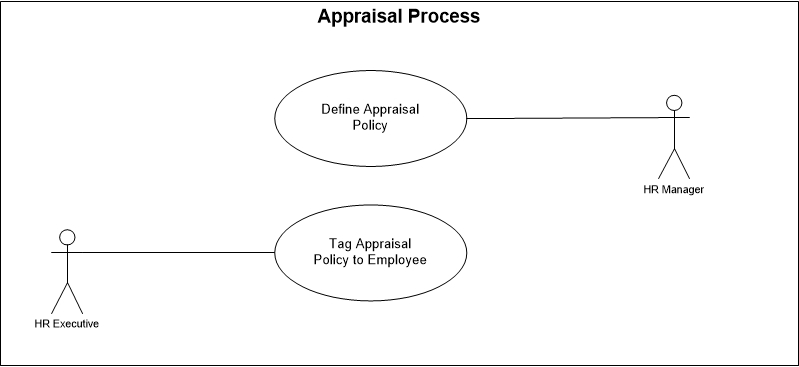 Appraisal Process
Define Appraisal
Policy
HR Manager
Tag Appraisal
Policy to Employee
HR Executive